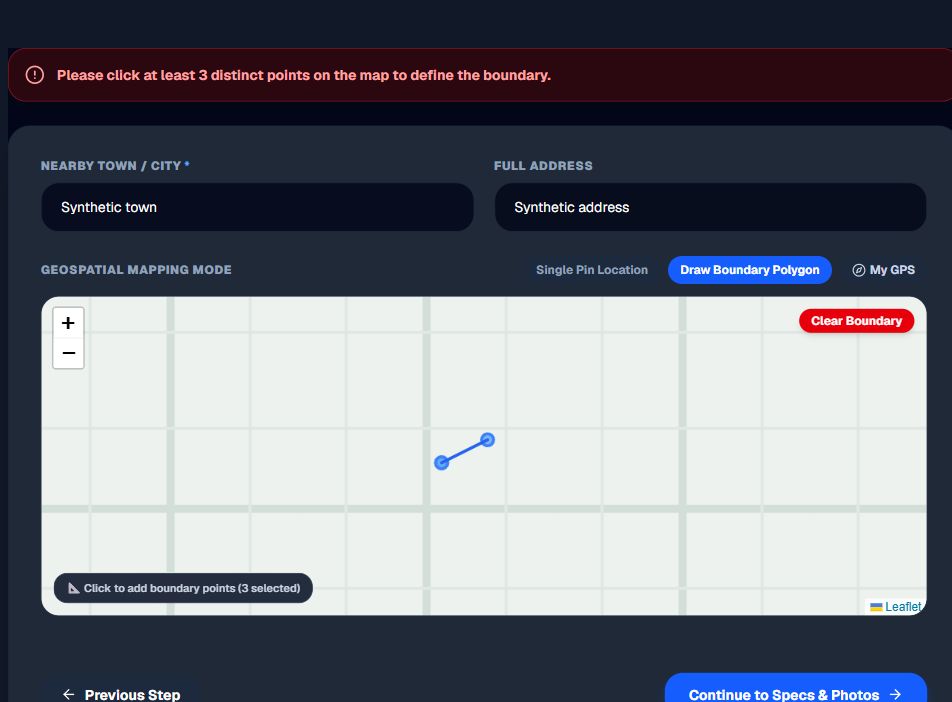 Please click at least 3 distinct points on the map to define the boundary.
NEARBY TOWN / CITY *
FULL ADDRESS
Synthetic town
Synthetic address
GEOSPATIAL MAPPING MODE
Single Pin Location
Draw Boundary Polygon
My GPS
+
−
Clear Boundary
📐 Click to add boundary points (3 selected)
Leaflet
← Previous Step
Continue to Specs & Photos →